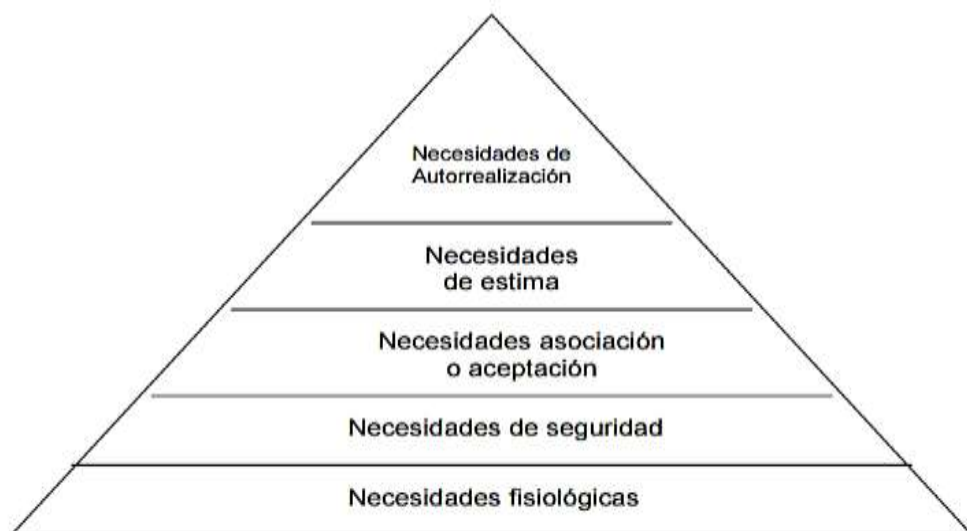 Necesidades de
Autorrealización
Necesidades
de estima
Necesidades asociación
o aceptación
Necesidades de seguridad
Necesidades fisiológicas